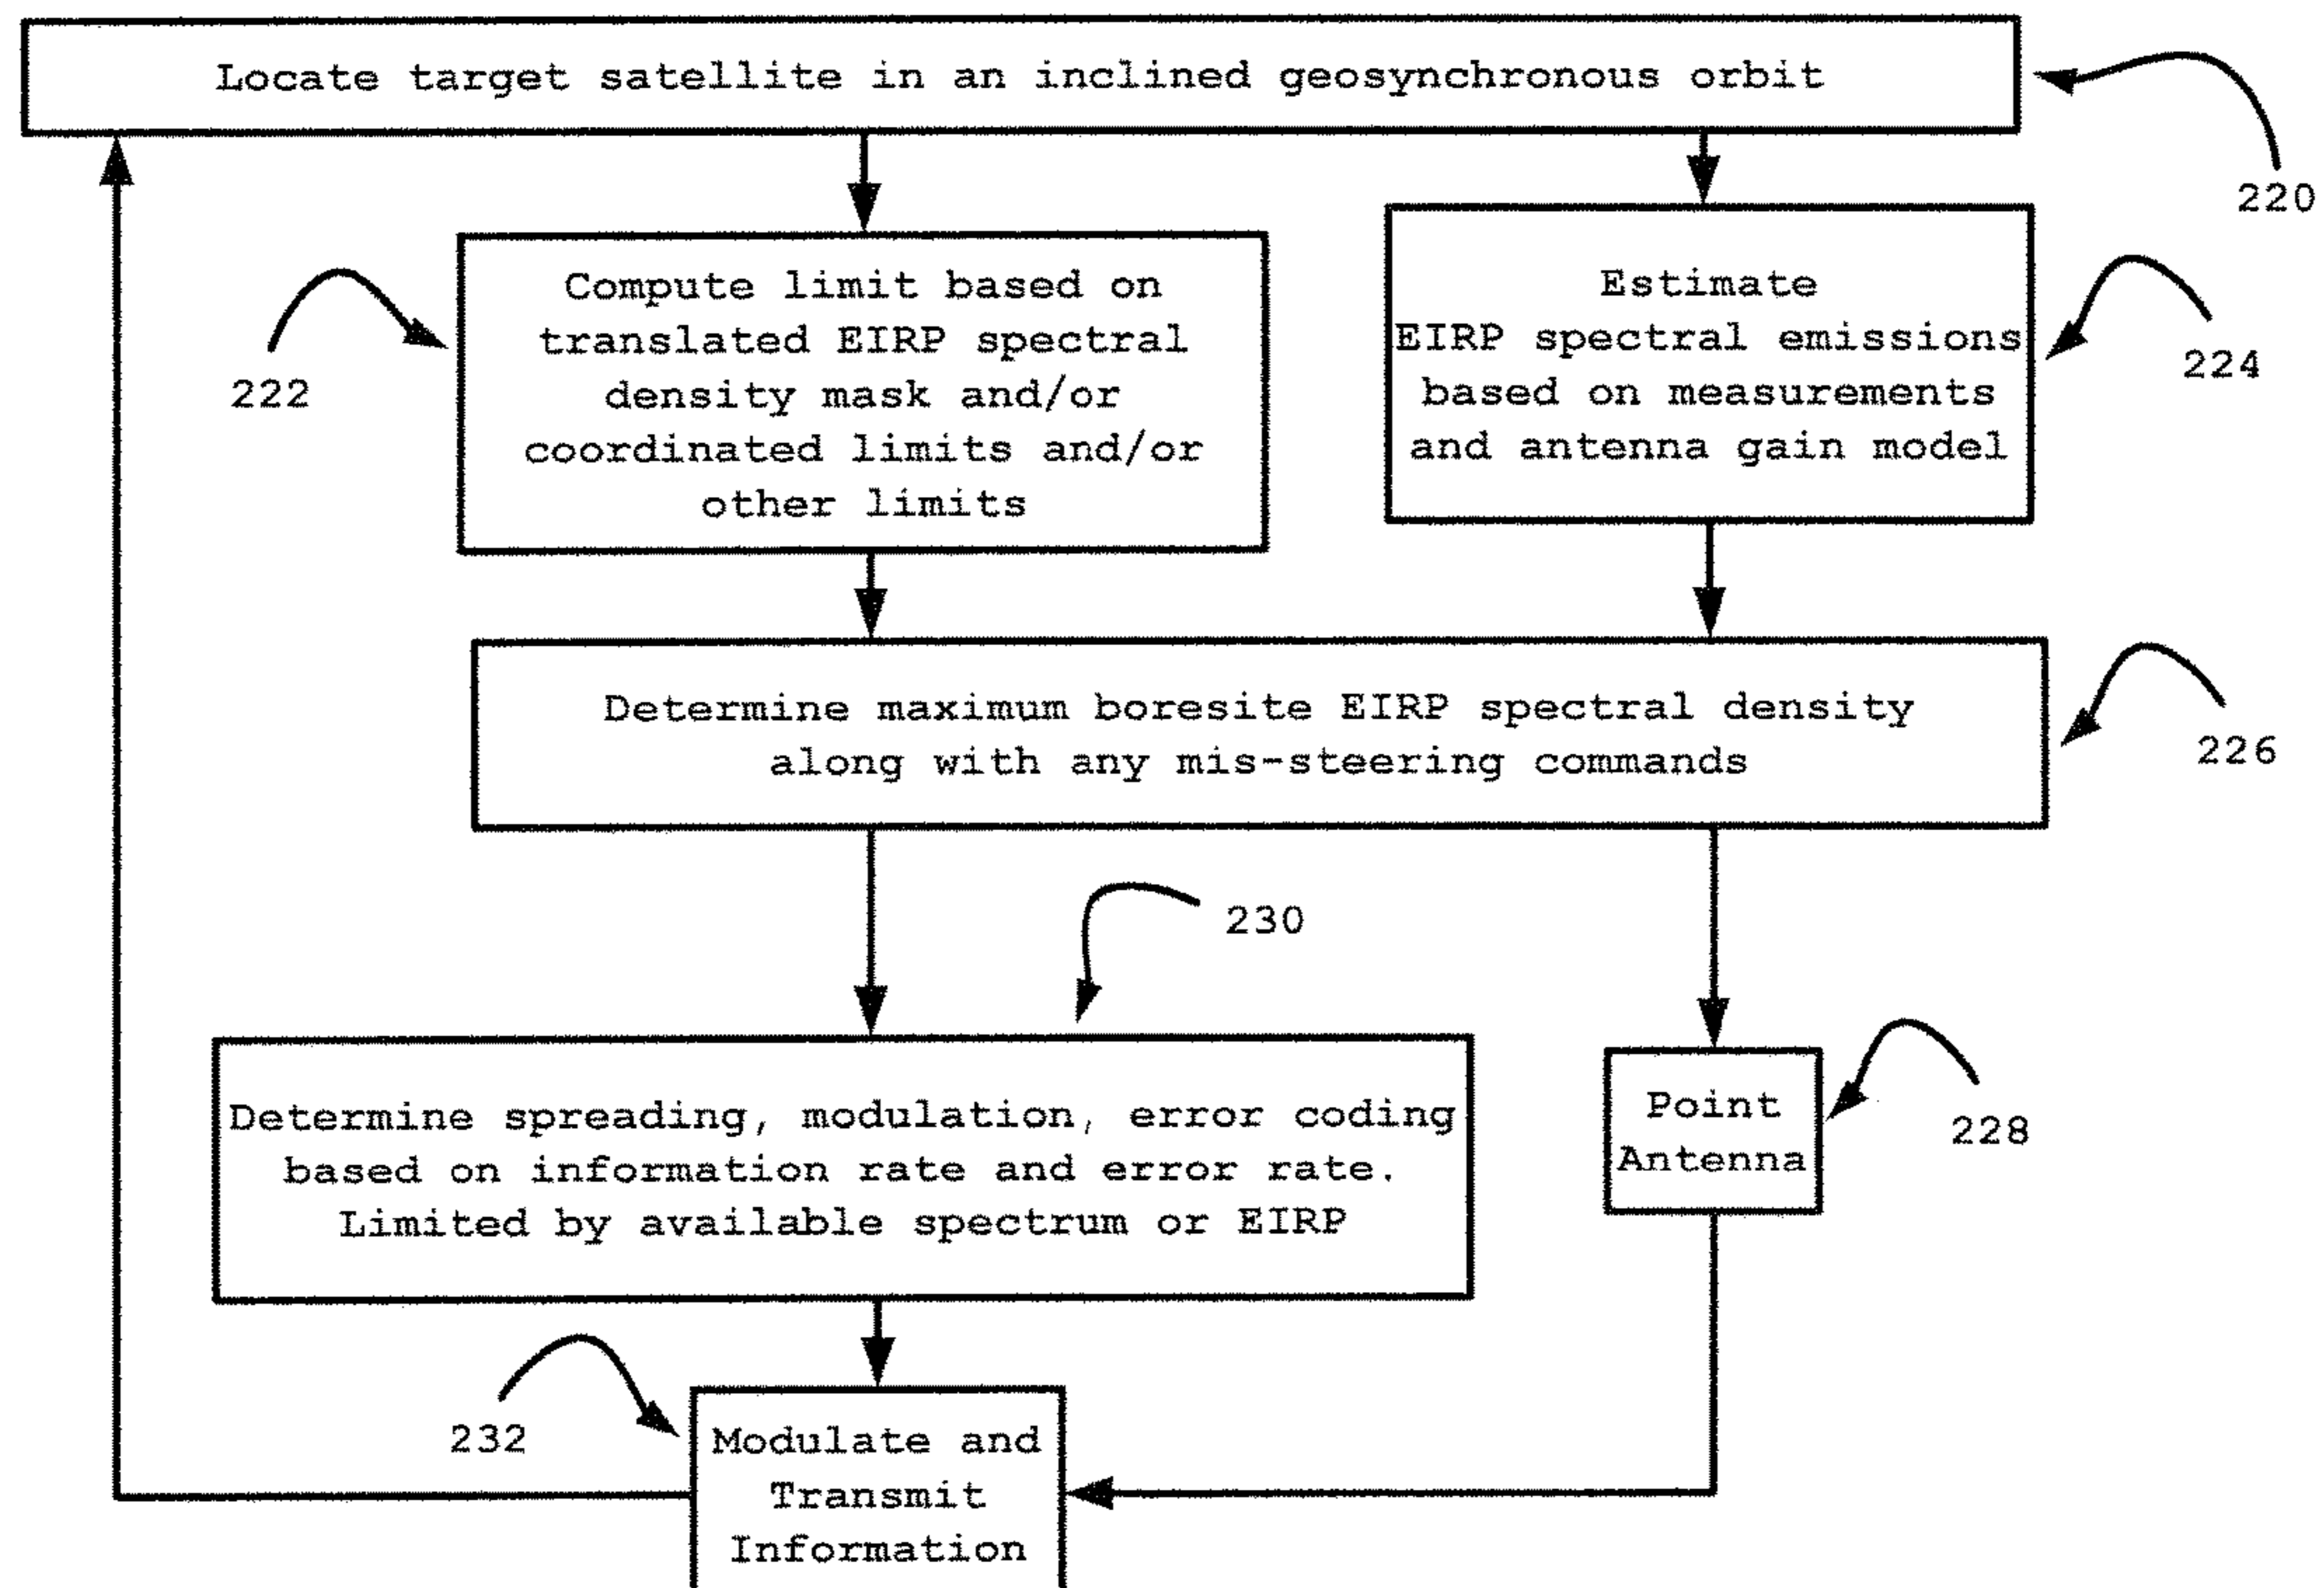 Locate target satellite in an inclined geosynchronous orbit
220
Compute limit based on
translated EIRP spectral
density mask and/or
coordinated limits and/or
other limits
222
Estimate
EIRP spectral emissions
based on measurements
and antenna gain model
224
Determine maximum boresite EIRP spectral density
along with any mis-steering commands
226
230
Determine spreading, modulation, error coding
based on information rate and error rate.
Limited by available spectrum or EIRP
Point
Antenna
228
232
Modulate and
Transmit
Information